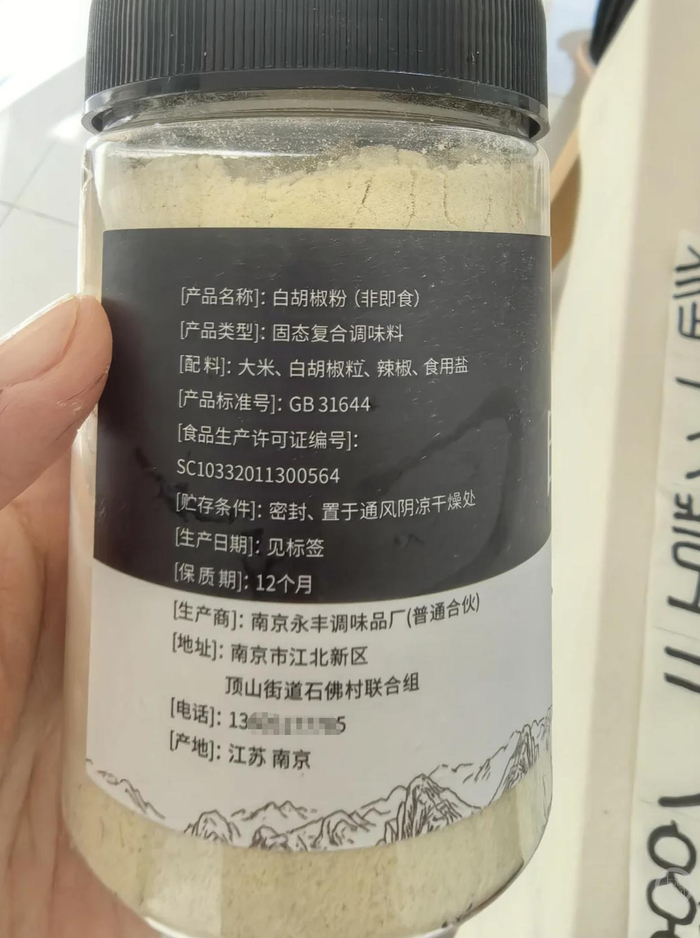 [产品名称]：白胡椒粉（非即食）
[产品类型]：固态复合调味料
[配 料]：大米、白胡椒粒、辣椒、食用盐
[产品标准号]：GB 31644
[食品生产许可证编号]：
SC10332011300564
[贮存条件]：密封、置于通风阴凉干燥处
[生产日期]：见标签
[保 质 期]：12个月
[生产商]：南京永丰调味品厂(普通合伙)
[地址]：南京市江北新区
顶山街道石佛村联合组
[电话]：13 5
[产地]：江苏 南京